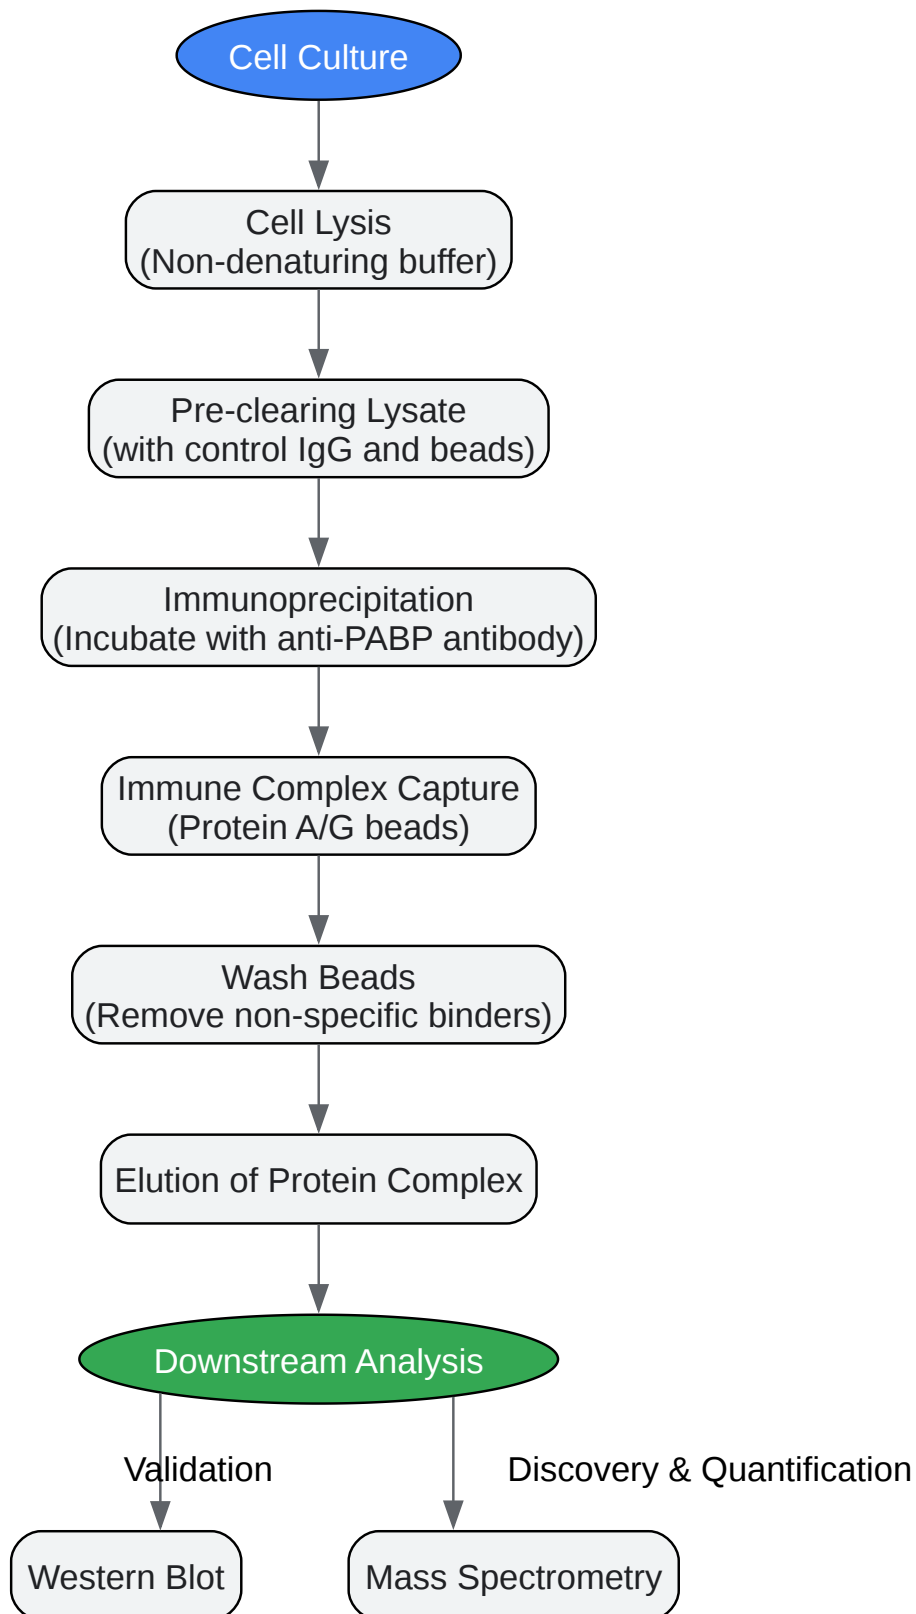 Cell Culture
Cell Lysis
(Non-denaturing buffer)
Pre-clearing Lysate
(with control IgG and beads)
Immunoprecipitation
(Incubate with anti-PABP antibody)
Immune Complex Capture
(Protein A/G beads)
Wash Beads
(Remove non-specific binders)
Elution of Protein Complex
Downstream Analysis
Validation
Discovery & Quantification
Western Blot
Mass Spectrometry